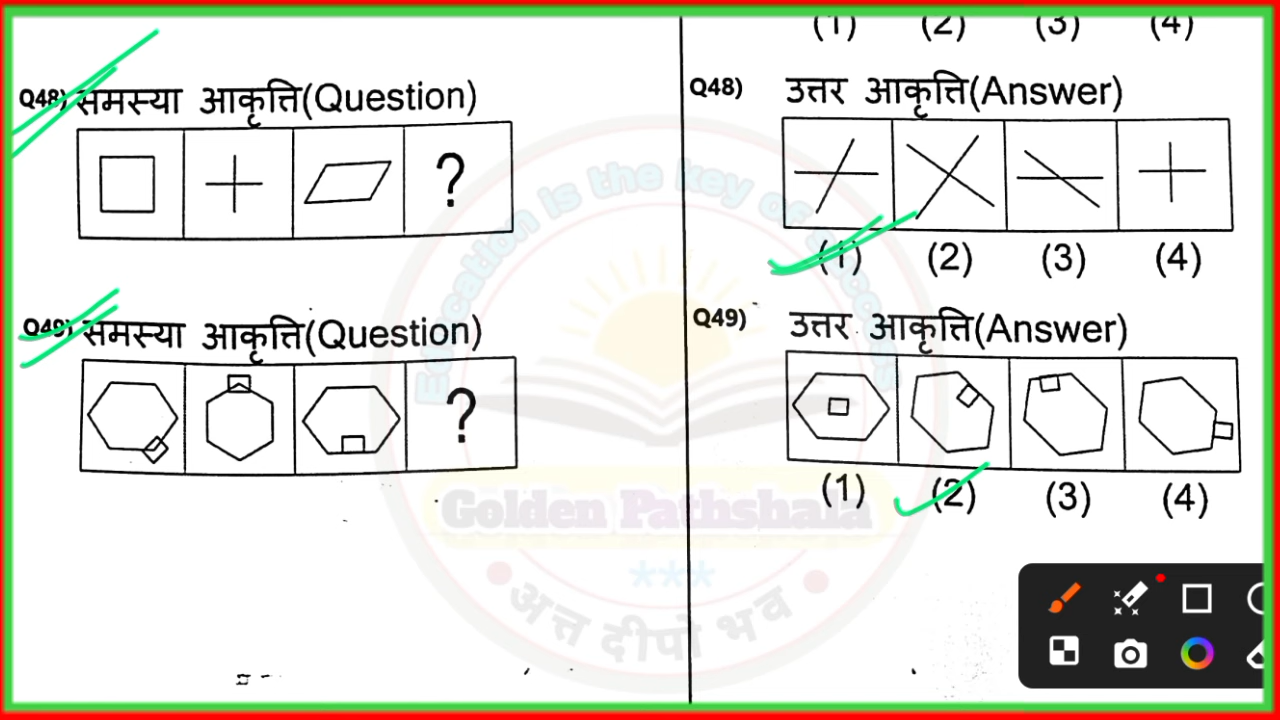 (1) (2) (3) (4)
Q48) समस्या आकृत्ति(Question)
?
Q48) उत्तर आकृत्ति(Answer)
(1) (2) (3) (4)
Q49) समस्या आकृत्ति(Question)
?
Q49) उत्तर आकृत्ति(Answer)
(1) (2) (3) (4)
Education is the key of success
Golden Pathshala
***
अत्त दीपो भव